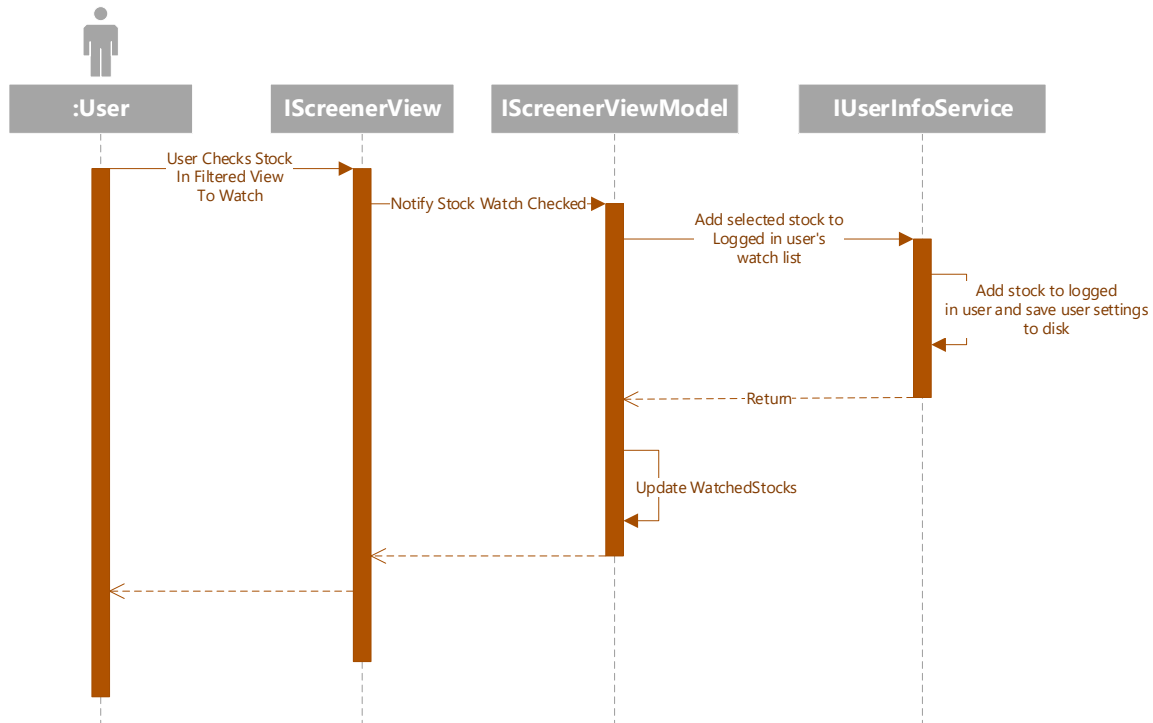 :User
IScreenerView
IScreenerViewModel
IUserInfoService
User Checks Stock
In Filtered View
To Watch
Notify Stock Watch Checked
Add selected stock to
Logged in user's
watch list
Add stock to logged
in user and save user settings
to disk
Return
Update WatchedStocks